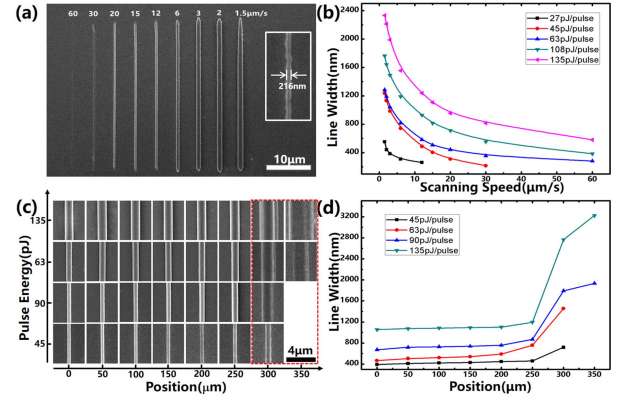 (a)
60 30 20 15 12 6 3 2 1.5μm/s
216nm
10μm
(b)
27pJ/pulse
45pJ/pulse
63pJ/pulse
108pJ/pulse
135pJ/pulse
Line Width(nm)
2400
2000
1600
1200
800
400
0 10 20 30 40 50 60
Scanning Speed(μm/s)
(c)
Pulse Energy(pJ)
135
63
90
45
4μm
0 50 100 150 200 250 300 350
Position(μm)
(d)
45pJ/pulse
63pJ/pulse
90pJ/pulse
135pJ/pulse
Line Width(nm)
3200
2800
2400
2000
1600
1200
800
400
0 50 100 150 200 250 300 350
Position(μm)